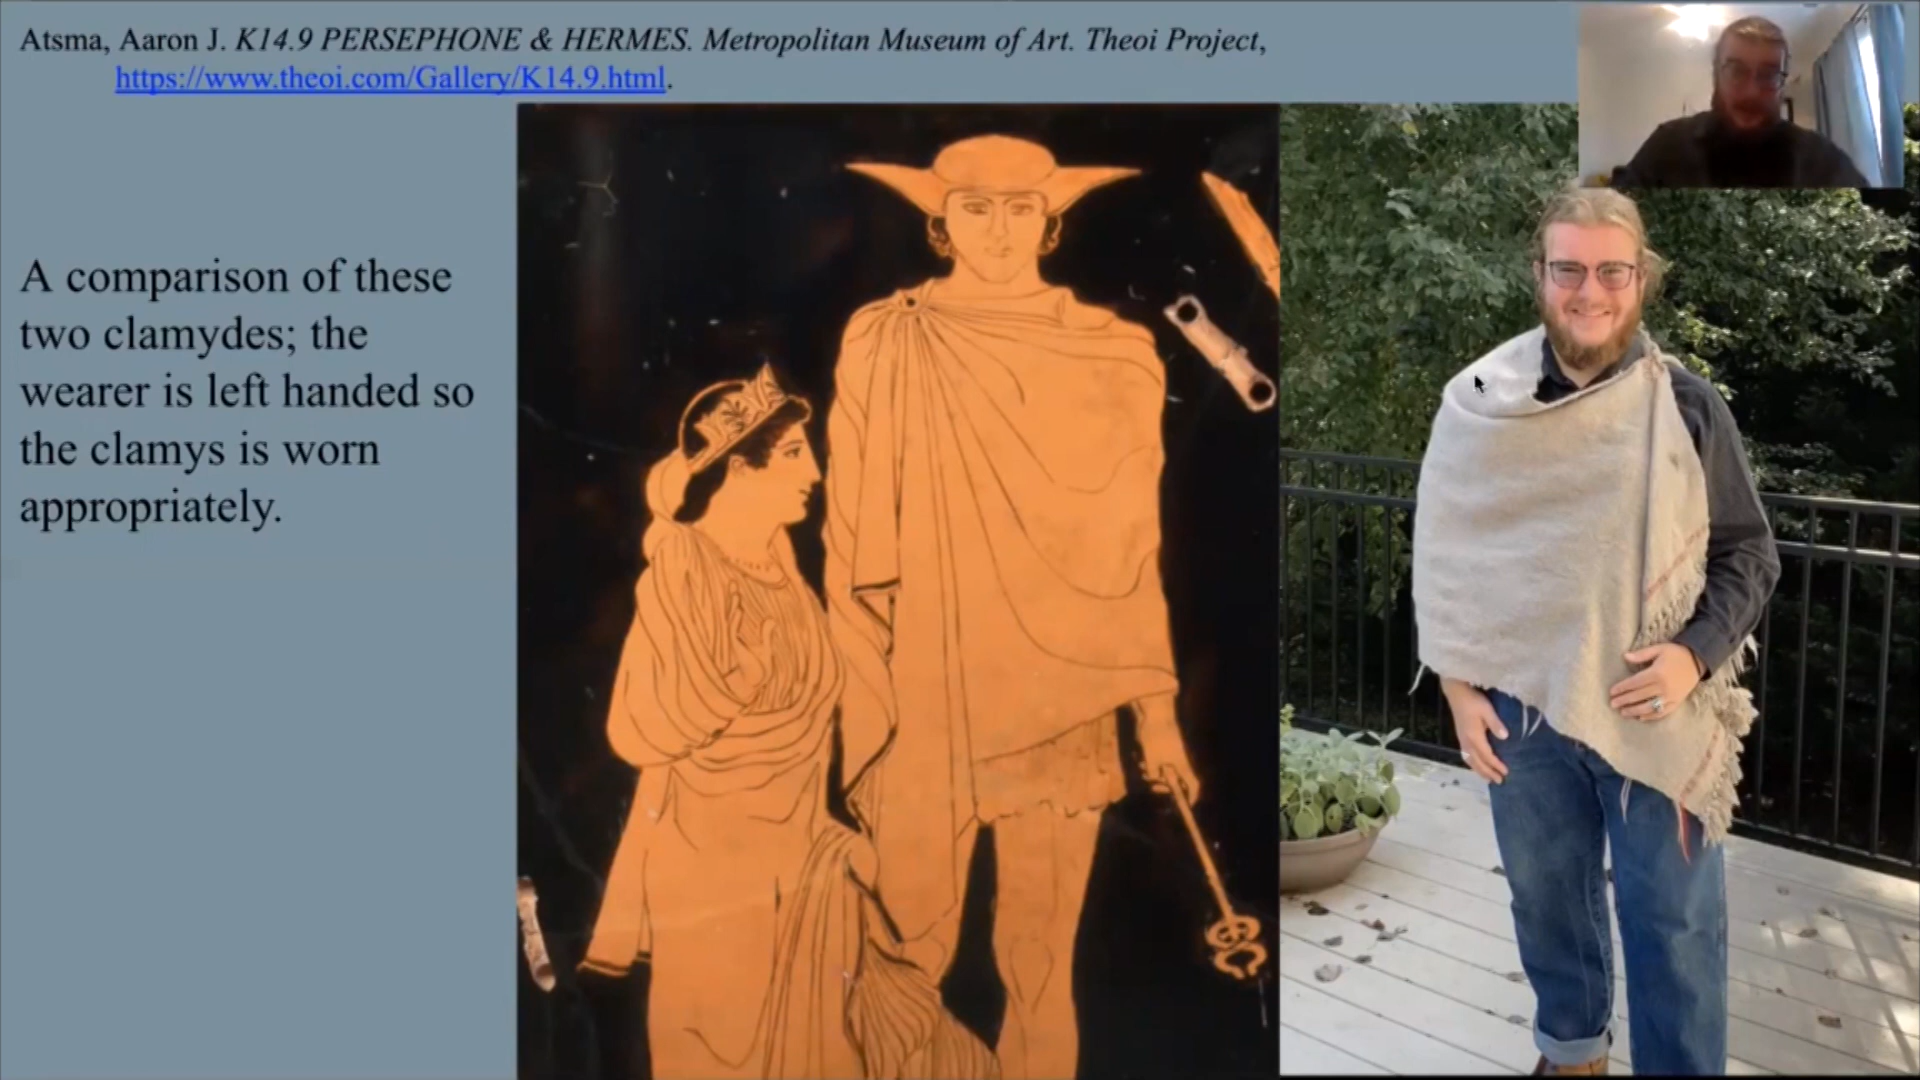 Atsma, Aaron J. K14.9 PERSEPHONE & HERMES. Metropolitan Museum of Art. Theoi Project,
https://www.theoi.com/Gallery/K14.9.html.
A comparison of these
two clamydes; the
wearer is left handed so
the clamys is worn
appropriately.